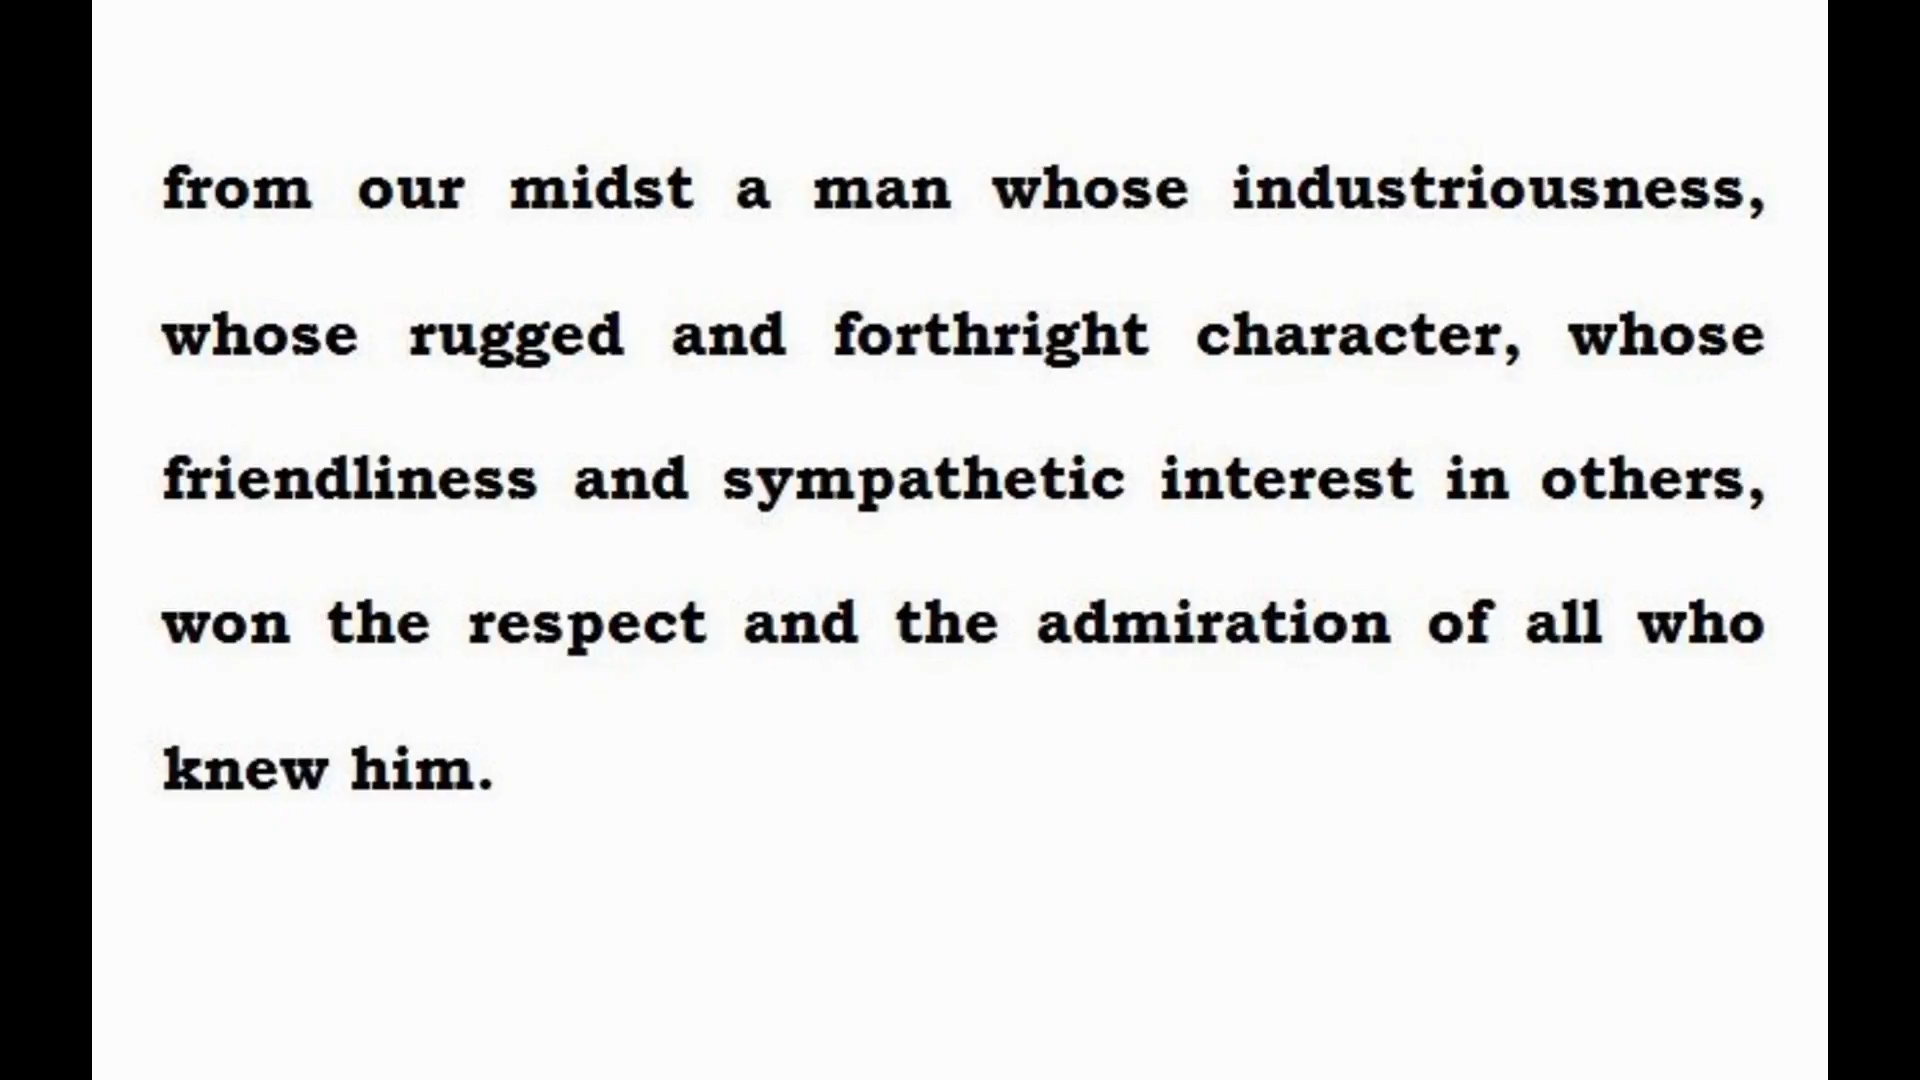 from our midst a man whose industriousness,
whose rugged and forthright character, whose
friendliness and sympathetic interest in others,
won the respect and the admiration of all who
knew him.